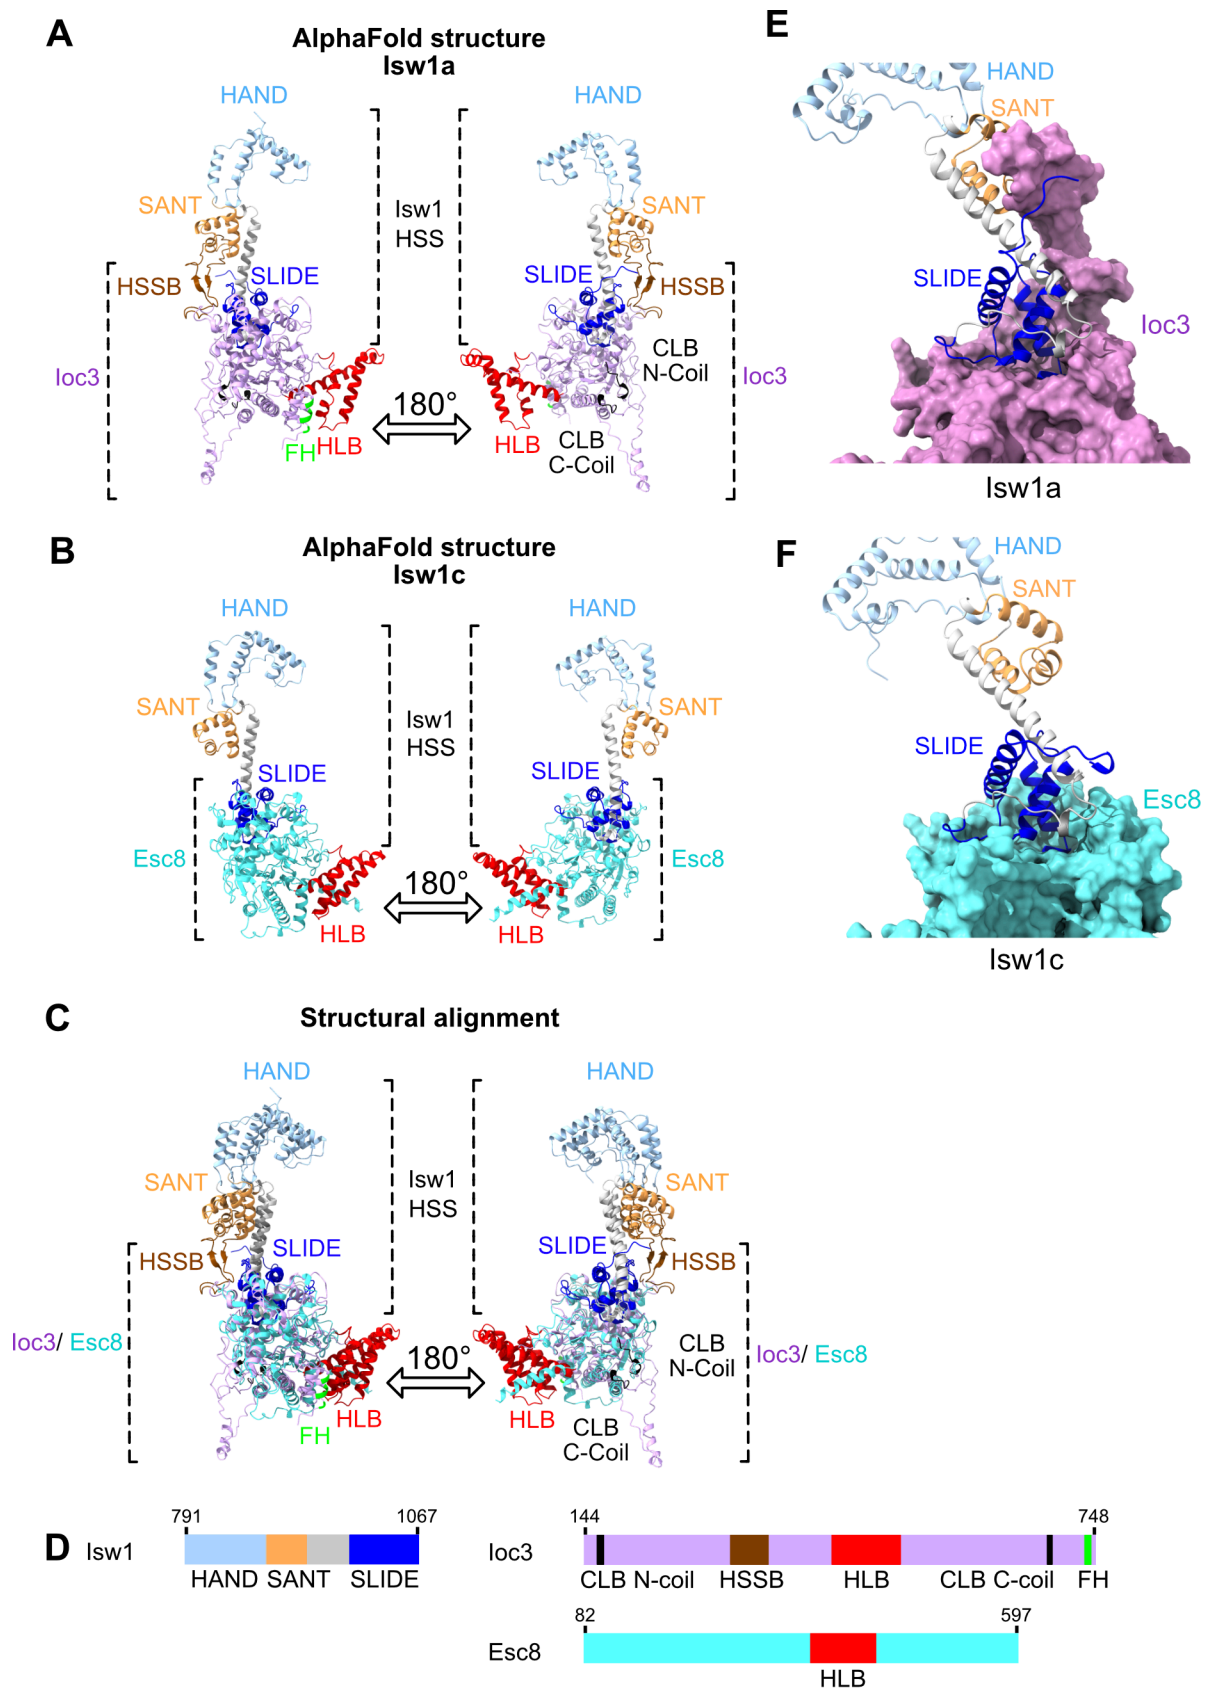 A
AlphaFold structure
Isw1a
HAND
HAND
SANT
Isw1
HSS
SANT
HSSB
SLIDE
HSSB
Ioc3
CLB
N-Coil
Ioc3
180°
FH
HLB
HLB
CLB
C-Coil
E
HAND
SANT
SLIDE
Ioc3
Isw1a
B
AlphaFold structure
Isw1c
HAND
HAND
SANT
Isw1
HSS
SANT
SLIDE
SLIDE
Esc8
Esc8
180°
HLB
HLB
F
HAND
SANT
SLIDE
Esc8
Isw1c
C
Structural alignment
HAND
HAND
SANT
Isw1
HSS
SANT
HSSB
SLIDE
SLIDE
HSSB
Ioc3/ Esc8
CLB
N-Coil
Ioc3/ Esc8
180°
HLB
FH
HLB
CLB
C-Coil
D
791
1067
Isw1
HAND SANT SLIDE
144
748
Ioc3
CLB N-coil HSSB HLB CLB C-coil FH
82
597
Esc8
HLB